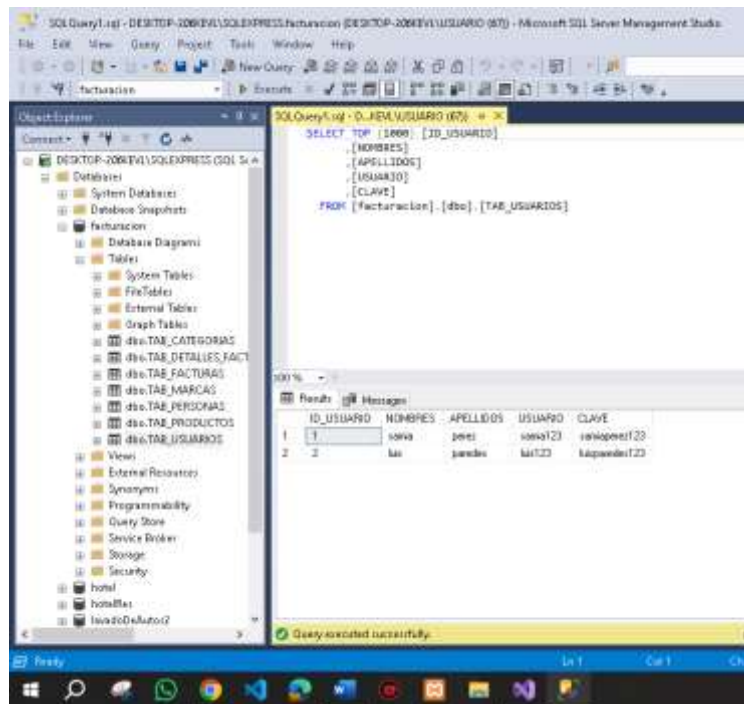 SQLQuery1.sql - DESKTOP-206KEVL\SQLEXPRESS.facturacion (DESKTOP-206KEVL\USUARIO (67)) - Microsoft SQL Server Management Studio
File Edit View Query Project Tools Window Help
New Query
facturacion Execute
Object Explorer
Connect
DESKTOP-206KEVL\SQLEXPRESS (SQL
Databases
System Databases
Database Snapshots
facturacion
Database Diagrams
Tables
System Tables
FileTables
External Tables
Graph Tables
dbo.TAB_CATEGORIAS
dbo.TAB_DETALLES_FACT
dbo.TAB_FACTURAS
dbo.TAB_MARCAS
dbo.TAB_PERSONAS
dbo.TAB_PRODUCTOS
dbo.TAB_USUARIOS
Views
External Resources
Synonyms
Programmability
Query Store
Service Broker
Storage
Security
hotel
lavadoDeAutos2
SQLQuery1.sql - D...KEVL\USUARIO (67))
SELECT TOP (1000) [ID_USUARIO]
,[NOMBRES]
,[APELLIDOS]
,[USUARIO]
,[CLAVE]
FROM [facturacion].[dbo].[TAB_USUARIOS]
100 %
Results Messages
ID_USUARIO NOMBRES APELLIDOS USUARIO CLAVE
1 1 perez
2 2 luis paredes luis123 luisparedes123
Query executed successfully.
Ready Ln 1 Col 1 Ch